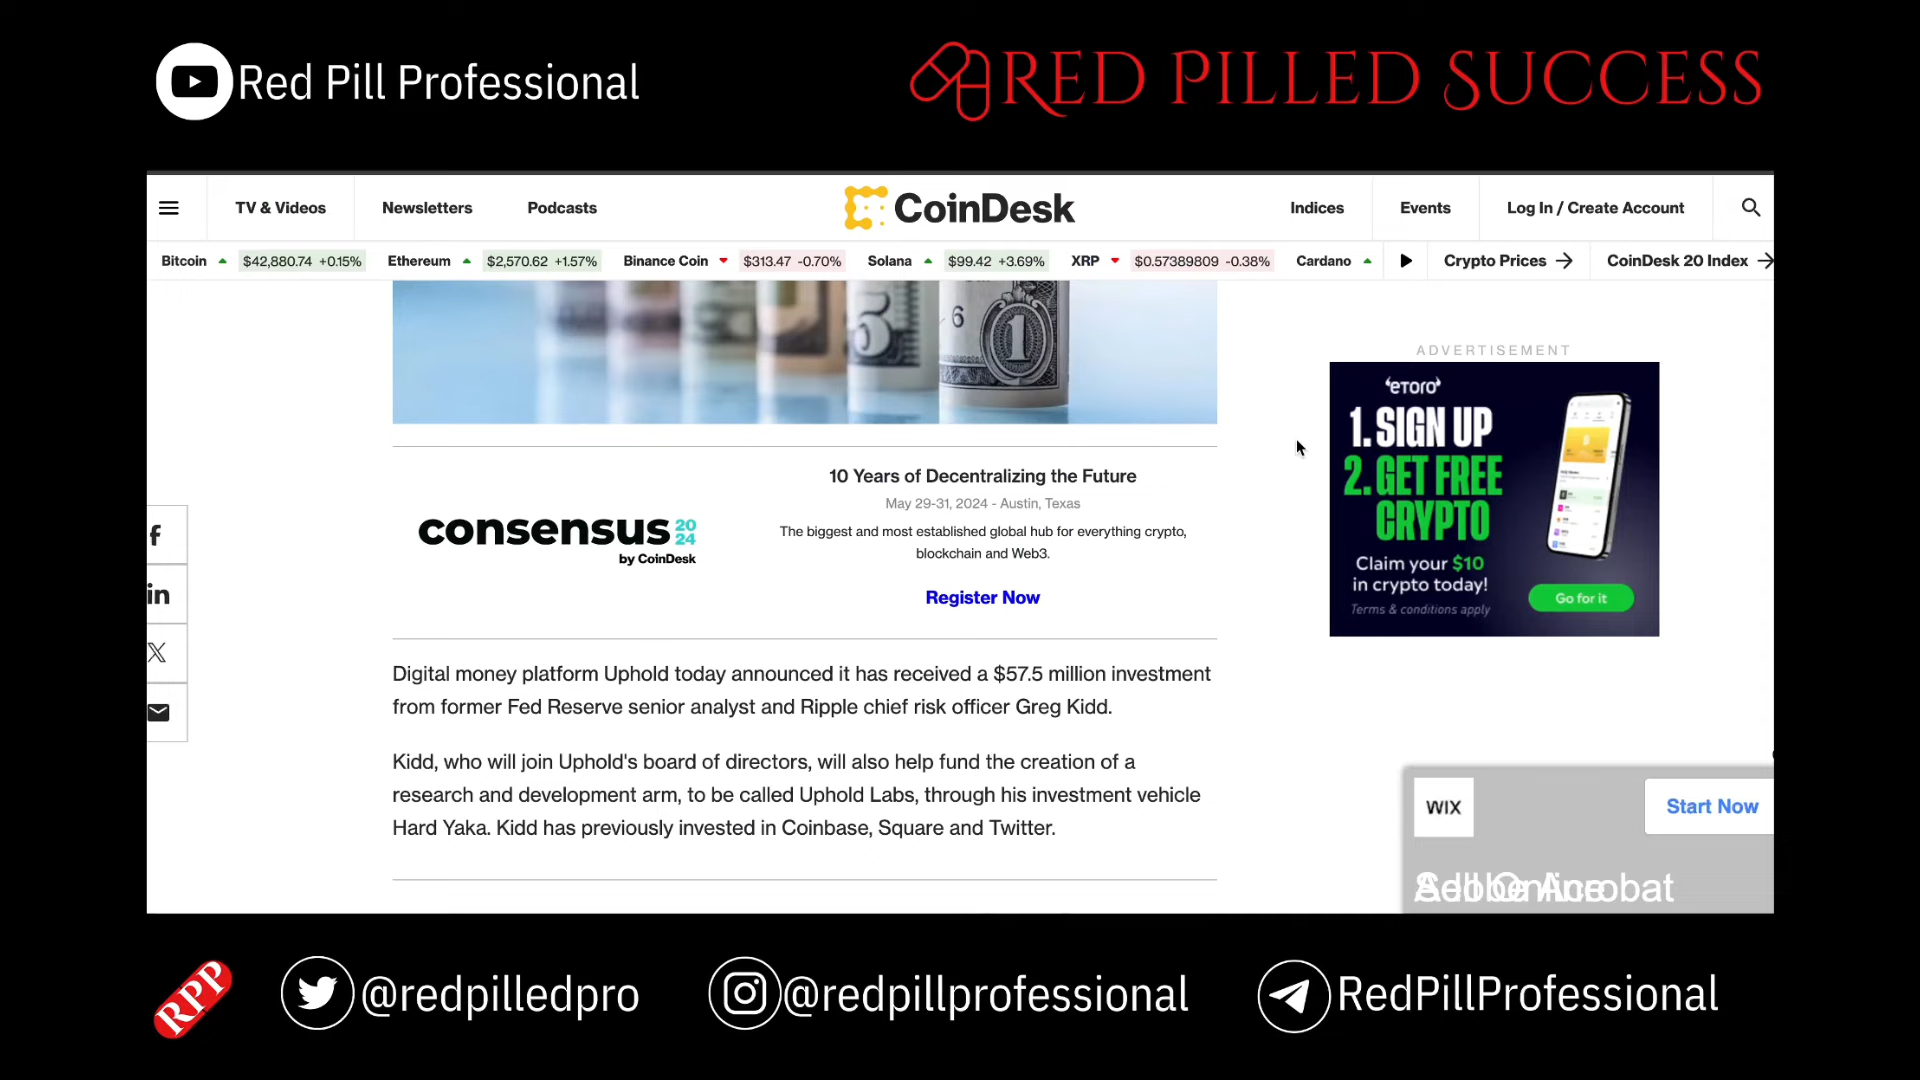 Red Pill Professional
RED PILLED SUCCESS
TV & Videos
Newsletters
Podcasts
CoinDesk
Indices
Events
Log In / Create Account
Bitcoin $42,880.74 +0.15%
Ethereum $2,570.62 +1.57%
Binance Coin $313.47 -0.70%
Solana $99.42 +3.69%
XRP $0.57389809 -0.38%
Cardano
Crypto Prices →
CoinDesk 20 Index →
6
5
1
ADVERTISEMENT
eTORO
1. SIGN UP
2. GET FREE
CRYPTO
Claim your $10
in crypto today!
Terms & conditions apply
Go for it
10 Years of Decentralizing the Future
May 29-31, 2024 - Austin, Texas
consensus 2024
by CoinDesk
The biggest and most established global hub for everything crypto,
blockchain and Web3.
Register Now
f
in
X
Digital money platform Uphold today announced it has received a $57.5 million investment
from former Fed Reserve senior analyst and Ripple chief risk officer Greg Kidd.
Kidd, who will join Uphold's board of directors, will also help fund the creation of a
research and development arm, to be called Uphold Labs, through his investment vehicle
Hard Yaka. Kidd has previously invested in Coinbase, Square and Twitter.
WIX
Start Now
RPP
@redpilledpro
@redpillprofessional
RedPillProfessional